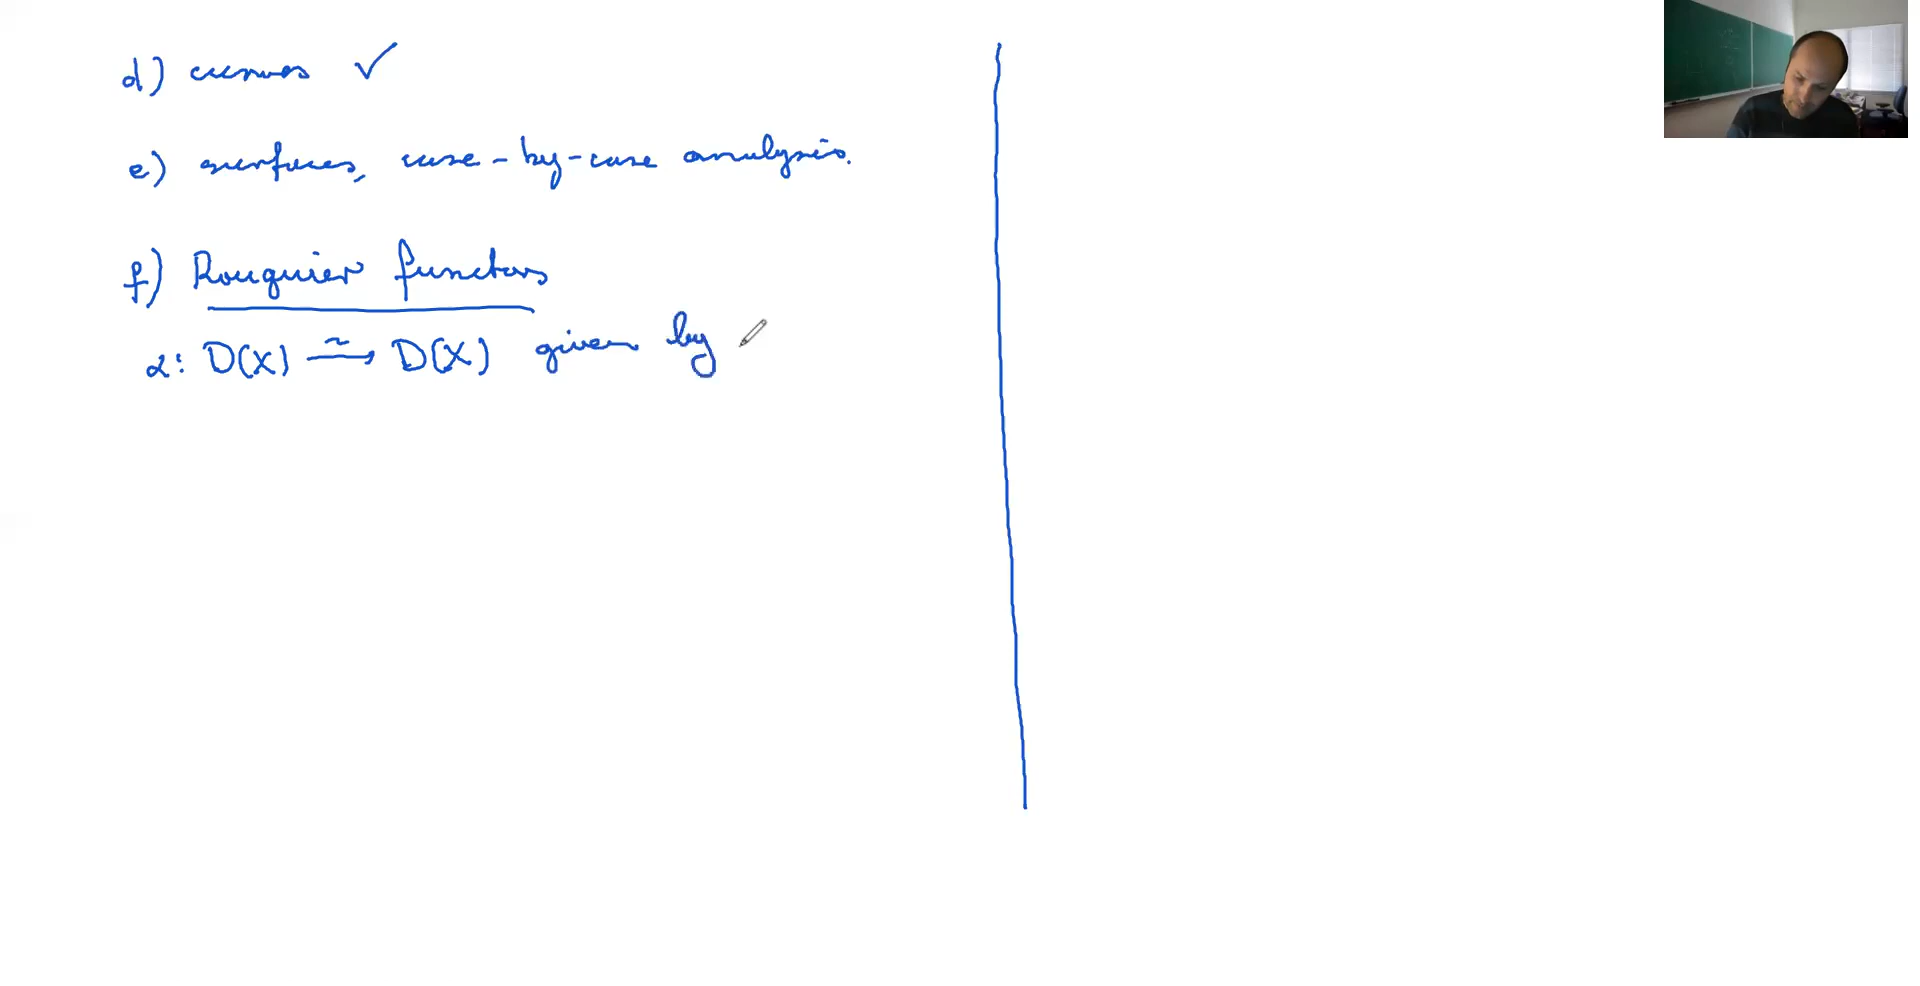 d) curves ✓
e) surfaces, case-by-case analysis.
f) Rouquier functors
α: D(X) ⥲ D(X) given by